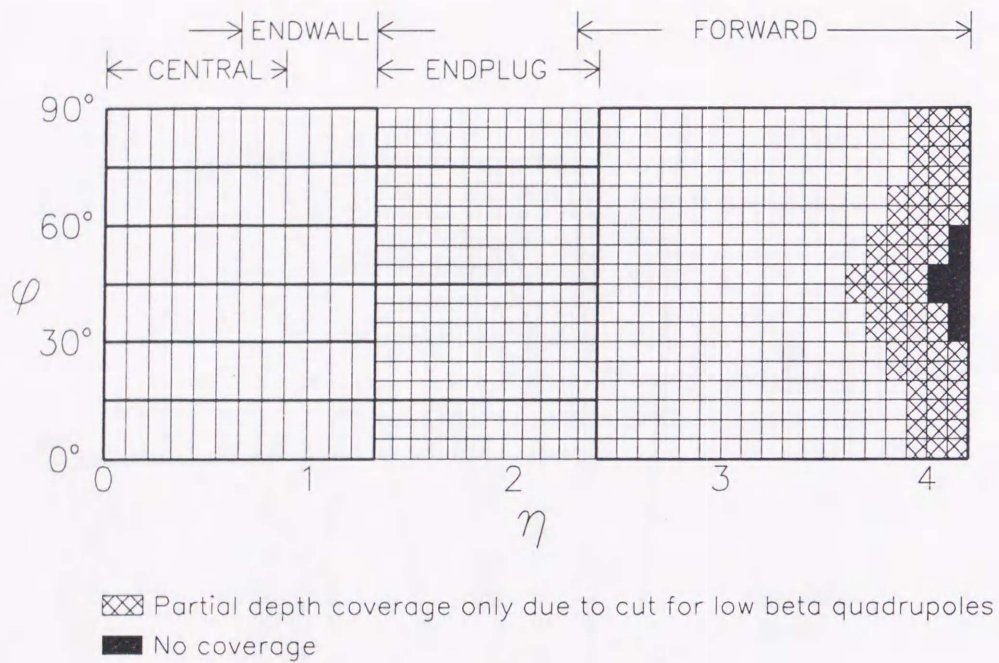 ENDWALL FORWARD
CENTRAL ENDPLUG
90°
60°
φ
30°
0°
0 1 2 3 4
η
Partial depth coverage only due to cut for low beta quadrupoles
No coverage